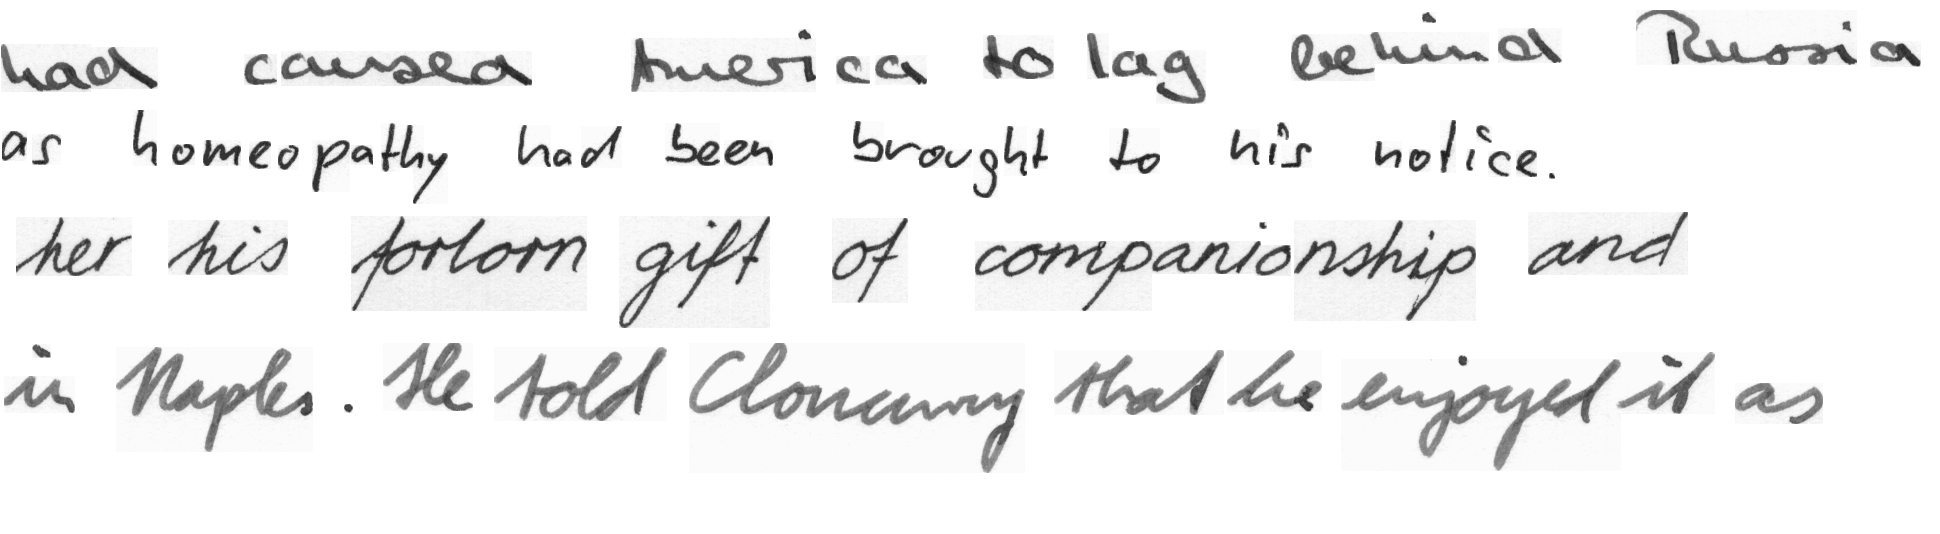 had caused America to lag behind Russia
as homeopathy had been brought to his notice.
her his forlorn gift of companionship and
in Naples. He told Cloncurry that he enjoyed it as